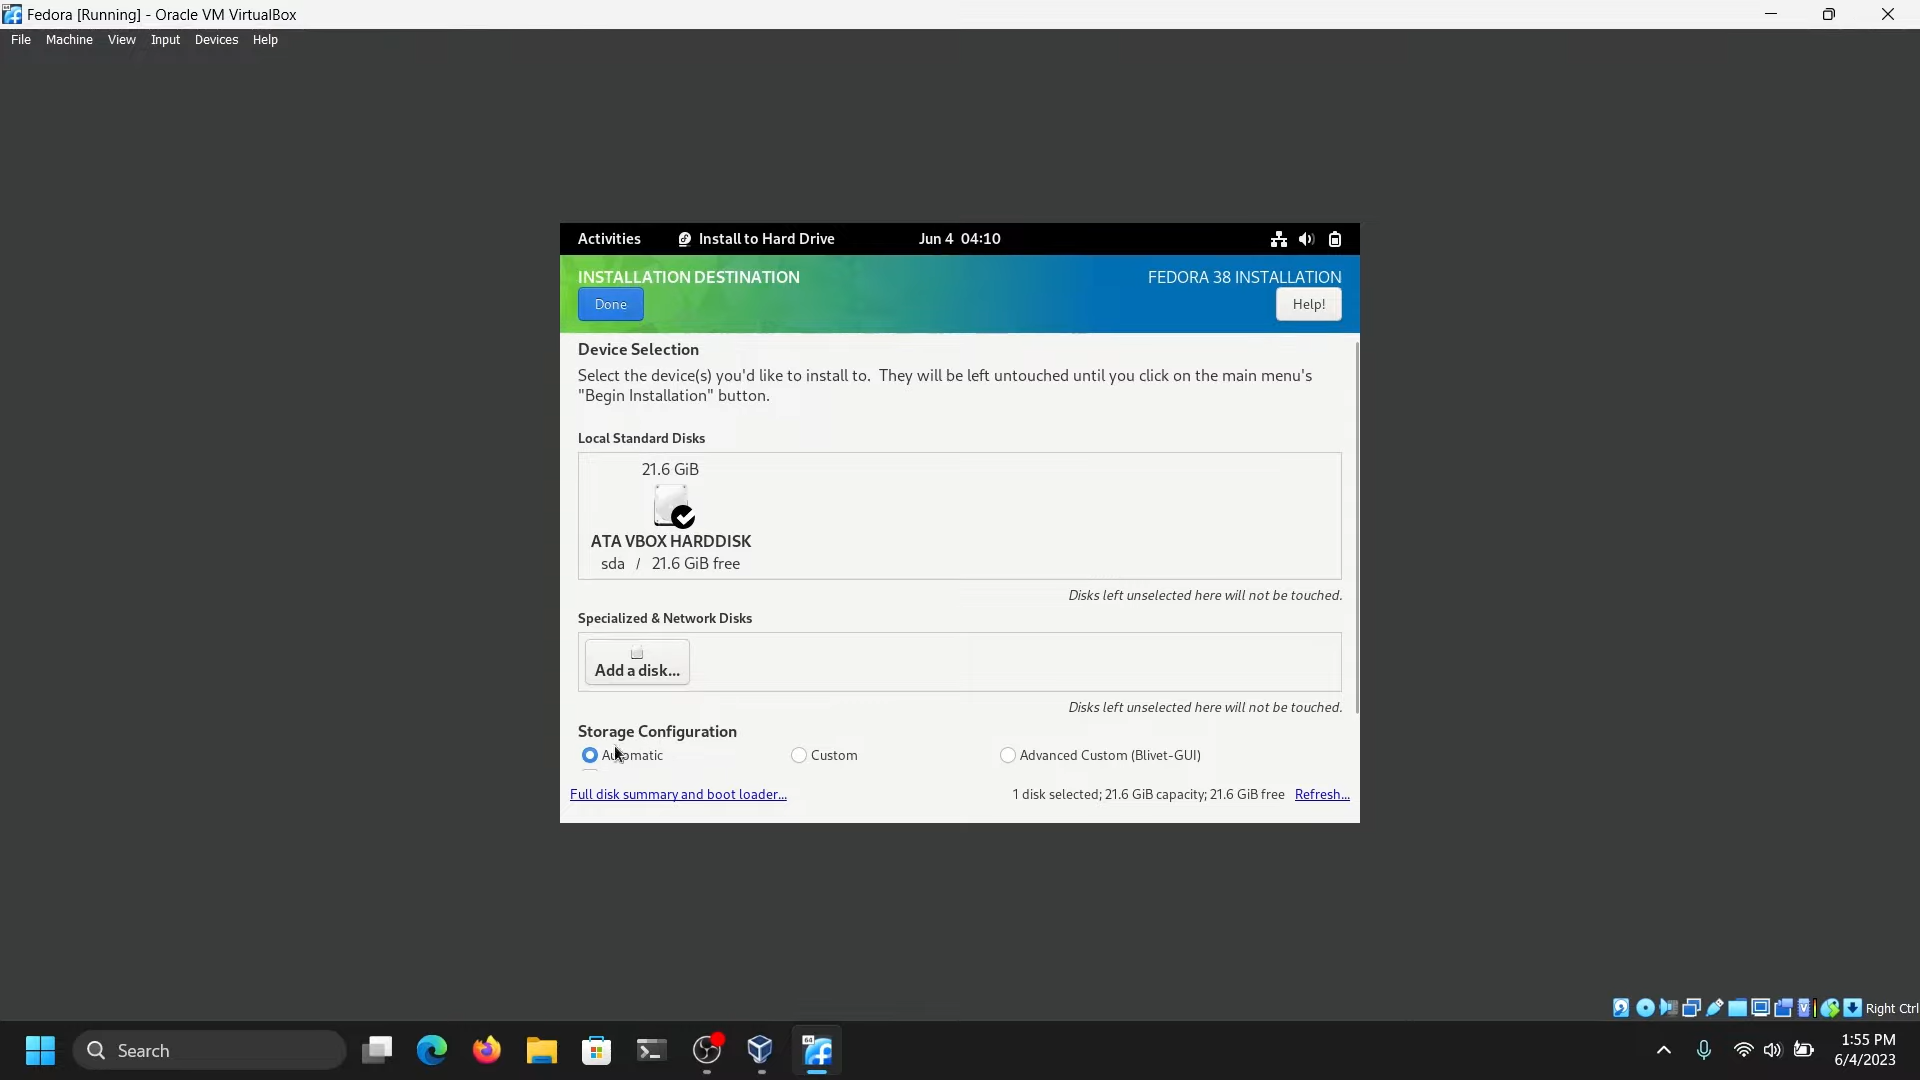 Fedora [Running] - Oracle VM VirtualBox
File Machine View Input Devices Help
Activities Install to Hard Drive Jun 4 04:10
INSTALLATION DESTINATION FEDORA 38 INSTALLATION
Done Help!
Device Selection
Select the device(s) you'd like to install to. They will be left untouched until you click on the main menu's
"Begin Installation" button.
Local Standard Disks
21.6 GiB
ATA VBOX HARDDISK
sda / 21.6 GiB free
Disks left unselected here will not be touched.
Specialized & Network Disks
Add a disk...
Disks left unselected here will not be touched.
Storage Configuration
Automatic Custom Advanced Custom (Blivet-GUI)
Full disk summary and boot loader... 1 disk selected; 21.6 GiB capacity; 21.6 GiB free Refresh...
Right Ctrl
Search
64
1:55 PM
6/4/2023